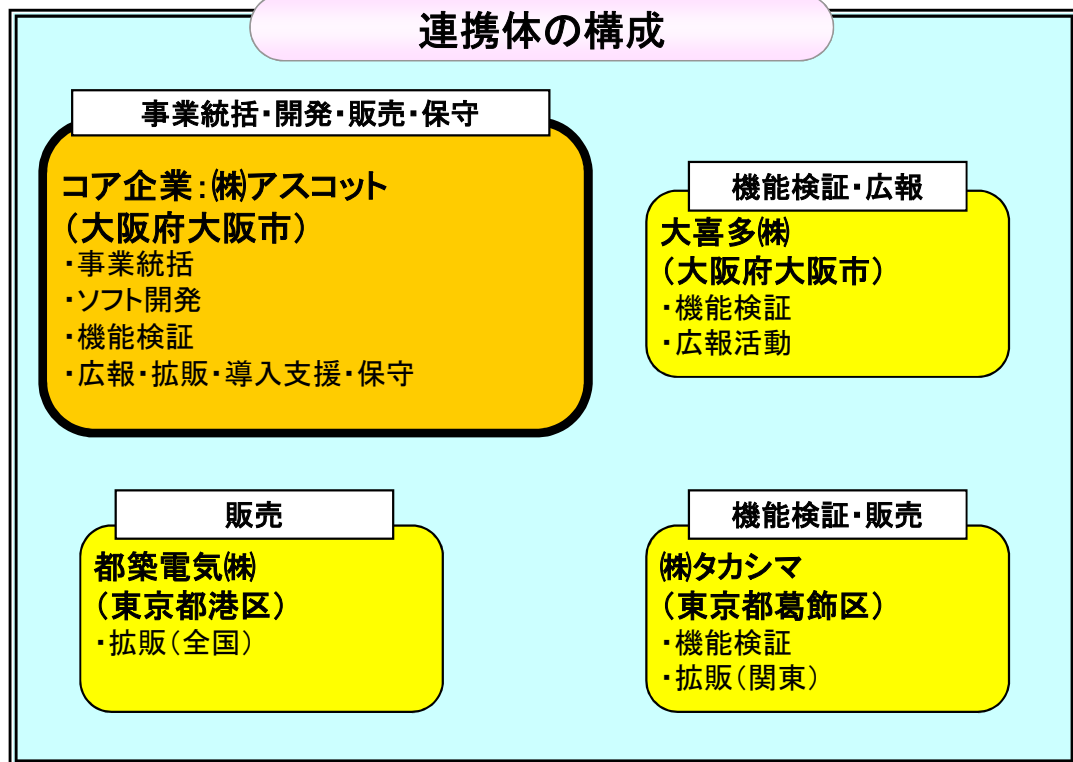 連携体の構成
事業統括・開発・販売・保守
コア企業:㈱アスコット
(大阪府大阪市)
・事業統括
・ソフト開発
・機能検証
・広報・拡販・導入支援・保守
機能検証・広報
大喜多㈱
(大阪府大阪市)
・機能検証
・広報活動
販売
都築電気㈱
(東京都港区)
・拡販(全国)
機能検証・販売
㈱タカシマ
(東京都葛飾区)
・機能検証
・拡販(関東)